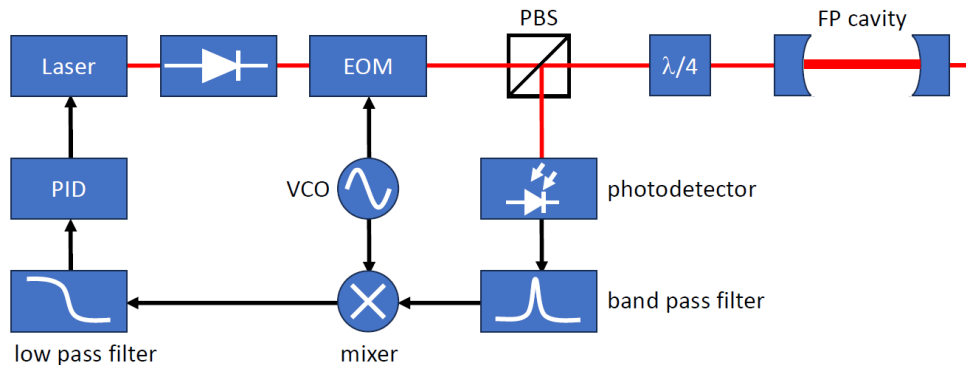 PBS
FP cavity
Laser
EOM
λ/4
PID
VCO
photodetector
band pass filter
low pass filter
mixer